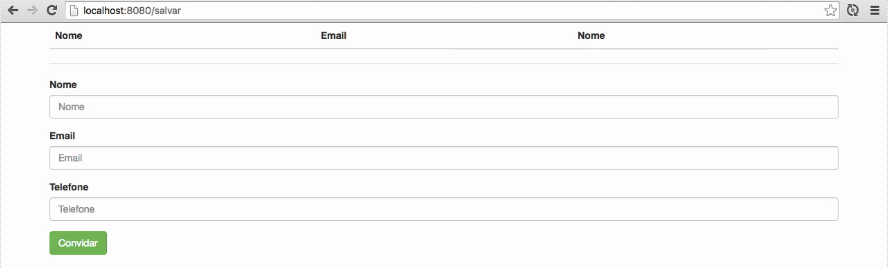 localhost:8080/salvar
Nome Email Nome
Nome
Nome
Email
Email
Telefone
Telefone
Convidar